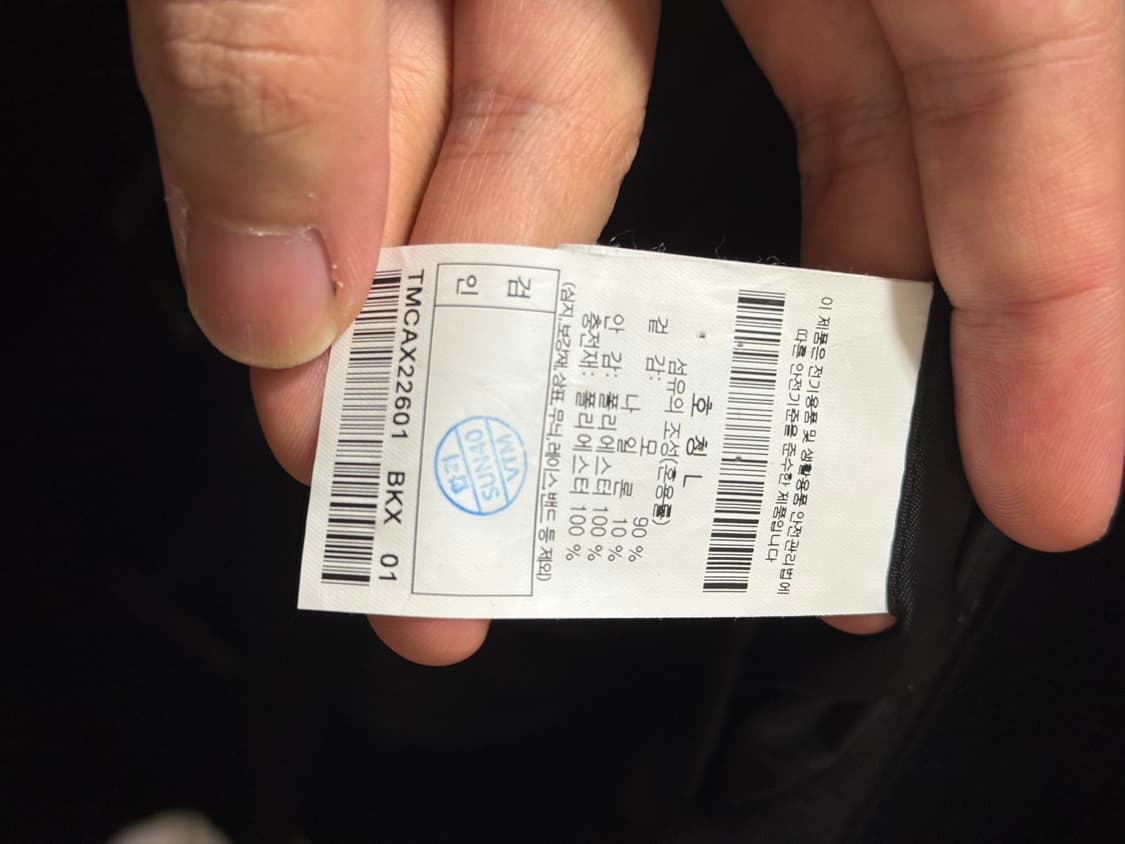 이 제품은 전기용품 및 생활용품 안전관리법에
따른 안전기준을 준수한 제품입니다
호 칭 L
섬유의 조성(혼용률)
겉 감: 모 90 %
나 일 론 10 %
안 감: 폴리에스터 100 %
충전재: 폴리에스터 100 %
(심지,보강재,상표,무늬,레이스,밴드 등 제외)
검
인
VTM
SUN40
TMCAX22601 BKX 01